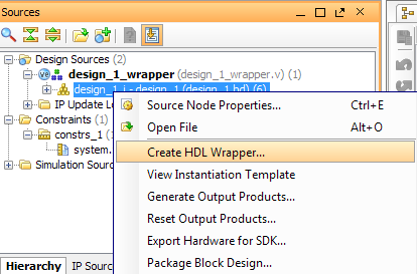 Sources
Design Sources (2)
design_1_wrapper (design_1_wrapper.v) (1)
design_1_i - design_1 (design_1.bd) (6)
IP Update Lo
Constraints (1)
constrs_1
system.
Simulation Source
Source Node Properties... Ctrl+E
Open File Alt+O
Create HDL Wrapper...
View Instantiation Template
Generate Output Products...
Reset Output Products...
Export Hardware for SDK...
Package Block Design...
Hierarchy IP Sourc